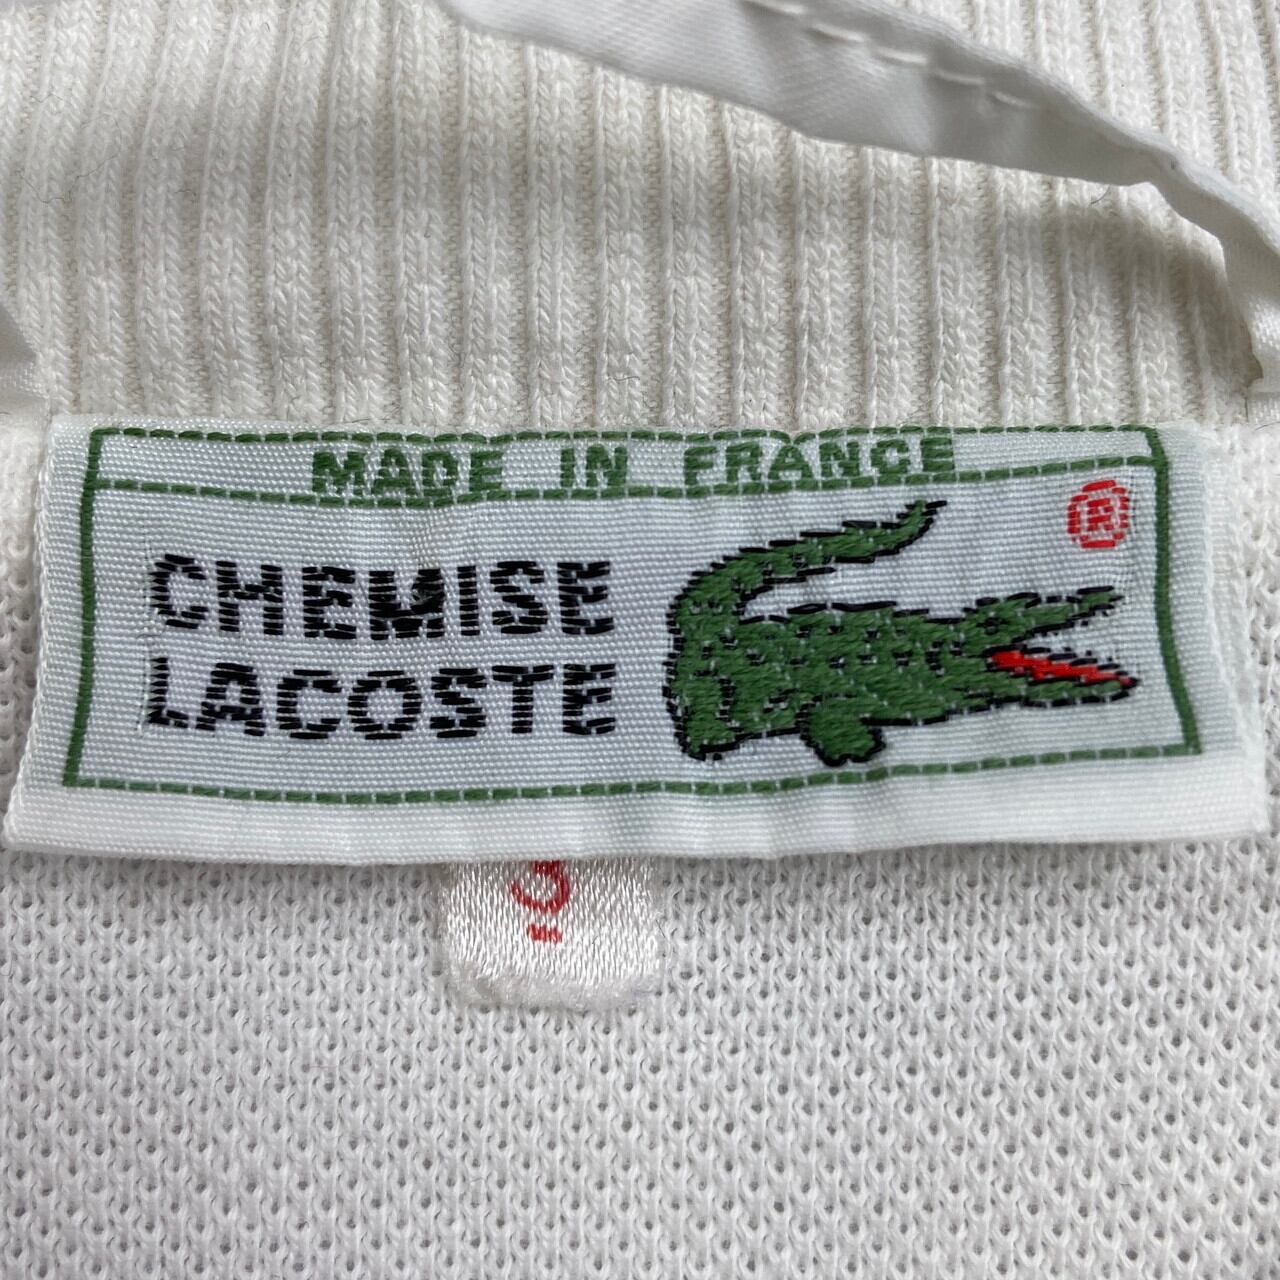 MADE IN FRANCE
®
CHEMISE
LACOSTE
3